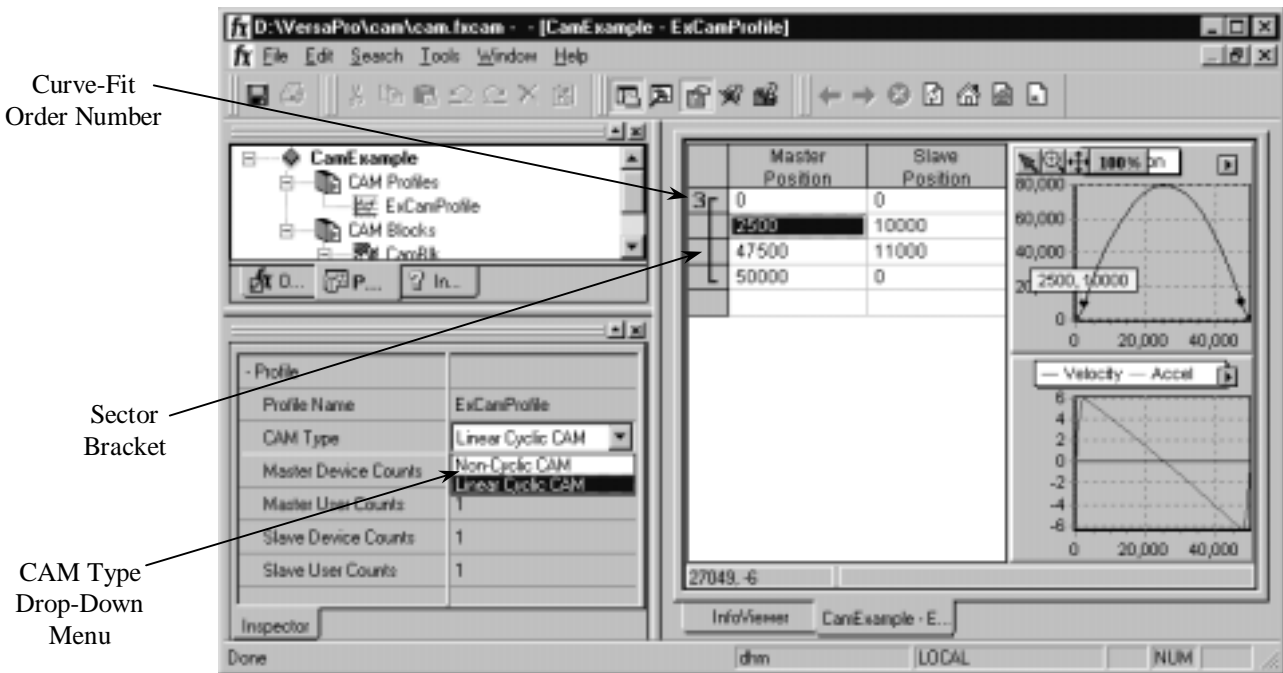 D:\VersaPro\cam\cam.fxcam - - [CamExample - ExCamProfile]
File Edit Search Tools Window Help
Curve-Fit
Order Number
CamExample
CAM Profiles
ExCamProfile
CAM Blocks
CamBlk
D... P... In...
- Profile
Profile Name ExCamProfile
CAM Type Linear Cyclic CAM
Master Device Counts Non-Cyclic CAM
Linear Cyclic CAM
Master User Counts 1
Slave Device Counts 1
Slave User Counts 1
Inspector
Sector
Bracket
CAM Type
Drop-Down
Menu
Master
Position
Slave
Position
3 0 0
2500 10000
47500 11000
50000 0
27049, -6
InfoViewer CamExample - E...
100%
80,000
60,000
40,000
20,
0
2500, 10000
0 20,000 40,000
— Velocity — Accel
6
4
2
0
-2
-4
-6
0 20,000 40,000
Done dhm LOCAL NUM